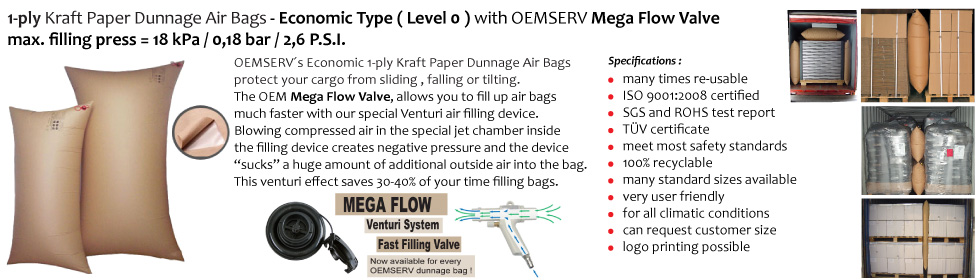 1-ply Kraft Paper Dunnage Air Bags - Economic Type ( Level 0 ) with OEMSERV Mega Flow Valve
max. filling press = 18 kPa / 0,18 bar / 2,6 P.S.I.
OEMSERV´s Economic 1-ply Kraft Paper Dunnage Air Bags
protect your cargo from sliding , falling or tilting.
The OEM Mega Flow Valve, allows you to fill up air bags
much faster with our special Venturi air filling device.
Blowing compressed air in the special jet chamber inside
the filling device creates negative pressure and the device
“sucks” a huge amount of additional outside air into the bag.
This venturi effect saves 30-40% of your time filling bags.
MEGA FLOW
Venturi System
Fast Filling Valve
Now available for every
OEMSERV dunnage bag !
Specifications :
• many times re-usable
• ISO 9001:2008 certified
• SGS and ROHS test report
• TÜV certificate
• meet most safety standards
• 100% recyclable
• many standard sizes available
• very user friendly
• for all climatic conditions
• can request customer size
• logo printing possible